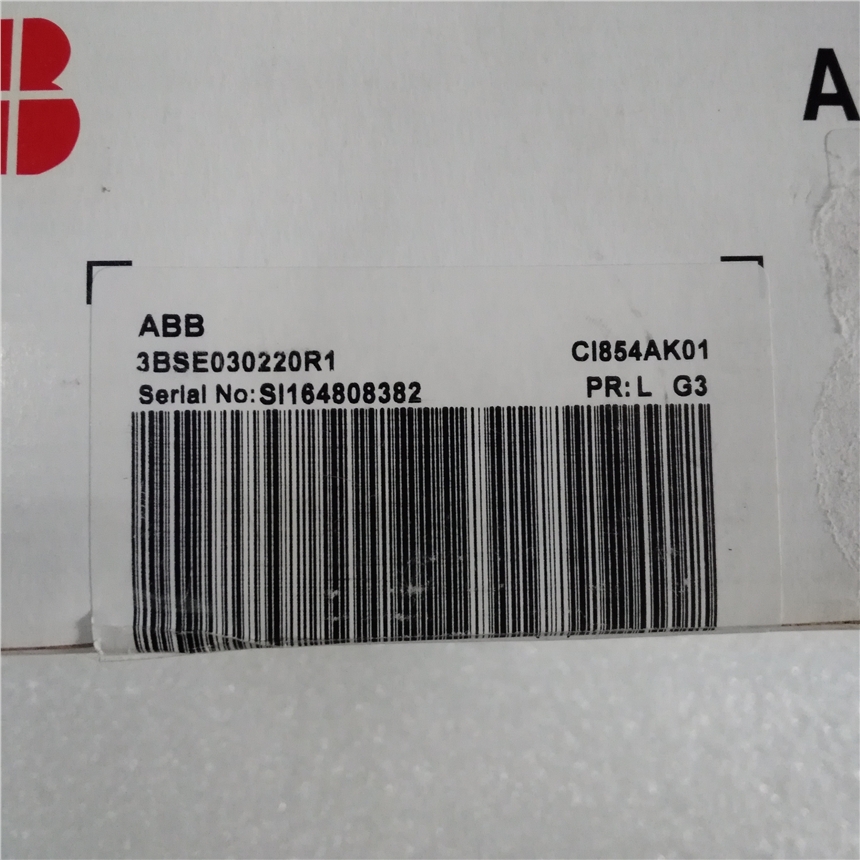 B
A
ABB
3BSE030220R1
CI854AK01
Serial No:SI164808382
PR:L G3